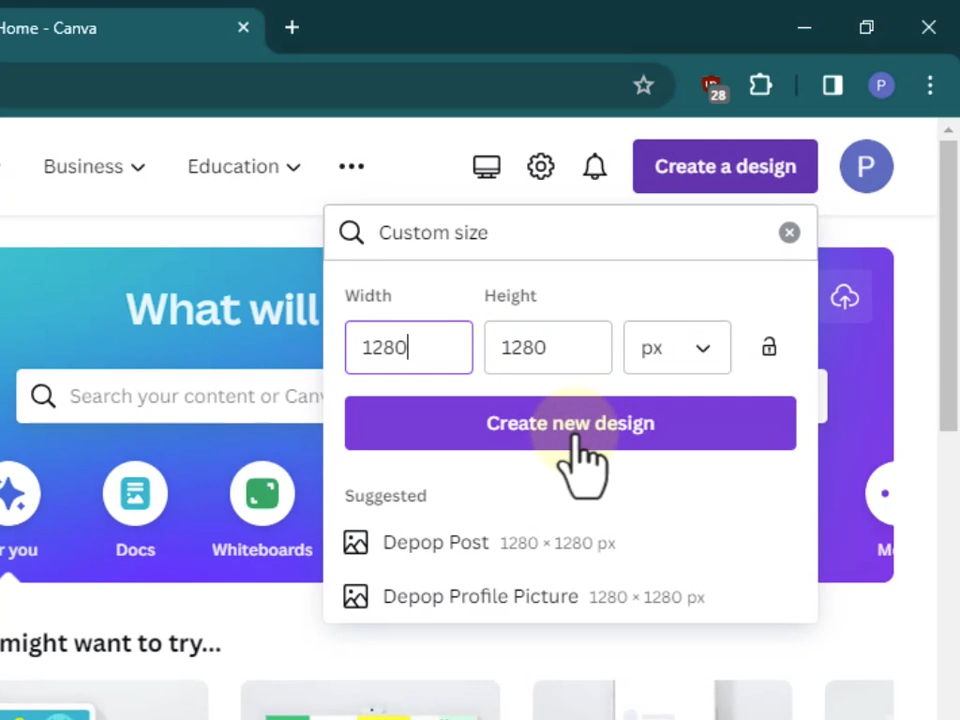 Home - Canva
28
P
Business
Education
Create a design
P
Custom size
What will
Width
Height
1280
1280
px
Search your content or Can
Create new design
Suggested
r you
Docs
Whiteboards
Depop Post 1280 × 1280 px
M
Depop Profile Picture 1280 × 1280 px
might want to try...